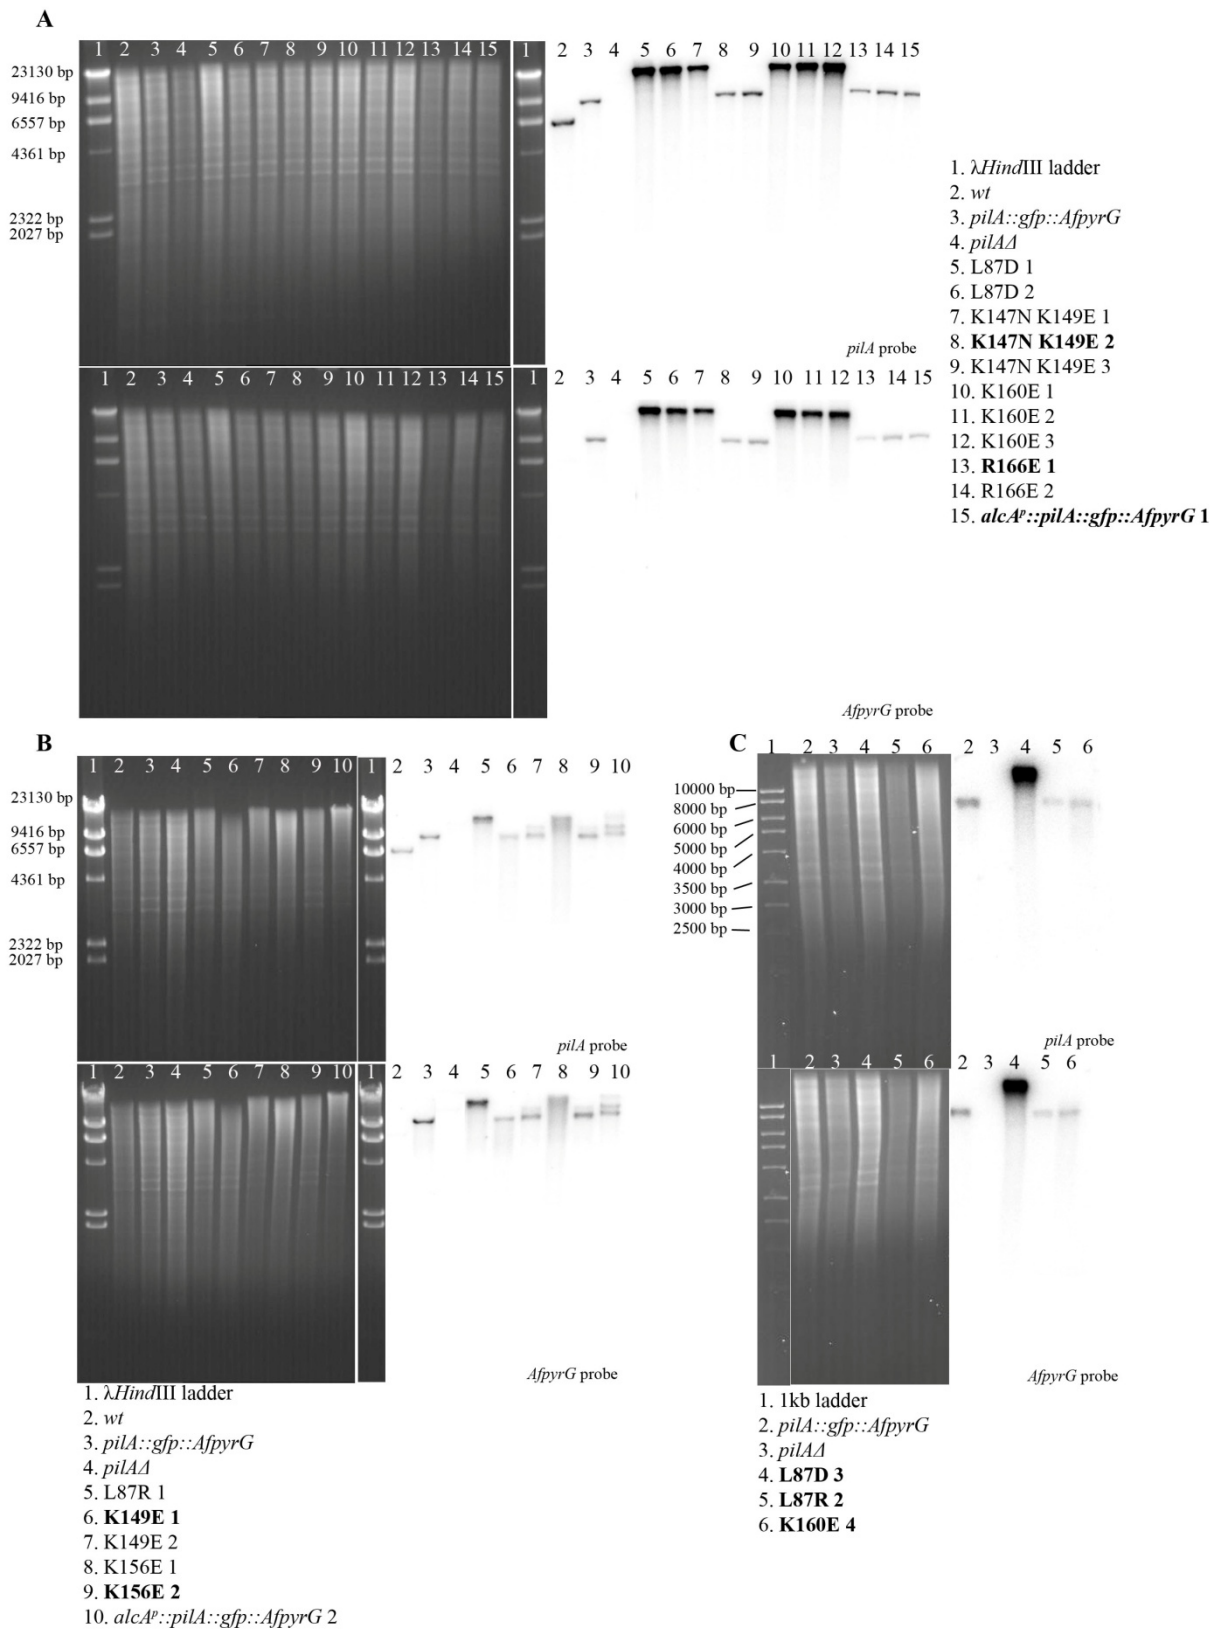 A
1 2 3 4 5 6 7 8 9 10 11 12 13 14 15 1 2 3 4 5 6 7 8 9 10 11 12 13 14 15
23130 bp
9416 bp
6557 bp
4361 bp
2322 bp
2027 bp
pilA probe
1 2 3 4 5 6 7 8 9 10 11 12 13 14 15 1 2 3 4 5 6 7 8 9 10 11 12 13 14 15
AfpyrG probe
1. λHindIII ladder
2. wt
3. pilA::gfp::AfpyrG
4. pilAΔ
5. L87D 1
6. L87D 2
7. K147N K149E 1
8. K147N K149E 2
9. K147N K149E 3
10. K160E 1
11. K160E 2
12. K160E 3
13. R166E 1
14. R166E 2
15. alcAᵖ::pilA::gfp::AfpyrG 1
B
1 2 3 4 5 6 7 8 9 10 1 2 3 4 5 6 7 8 9 10
23130 bp
9416 bp
6557 bp
4361 bp
2322 bp
2027 bp
pilA probe
1 2 3 4 5 6 7 8 9 10 1 2 3 4 5 6 7 8 9 10
AfpyrG probe
1. λHindIII ladder
2. wt
3. pilA::gfp::AfpyrG
4. pilAΔ
5. L87R 1
6. K149E 1
7. K149E 2
8. K156E 1
9. K156E 2
10. alcAᵖ::pilA::gfp::AfpyrG 2
C
1 2 3 4 5 6 2 3 4 5 6
10000 bp
8000 bp
6000 bp
5000 bp
4000 bp
3500 bp
3000 bp
2500 bp
pilA probe
1 2 3 4 5 6 2 3 4 5 6
AfpyrG probe
1. 1kb ladder
2. pilA::gfp::AfpyrG
3. pilAΔ
4. L87D 3
5. L87R 2
6. K160E 4